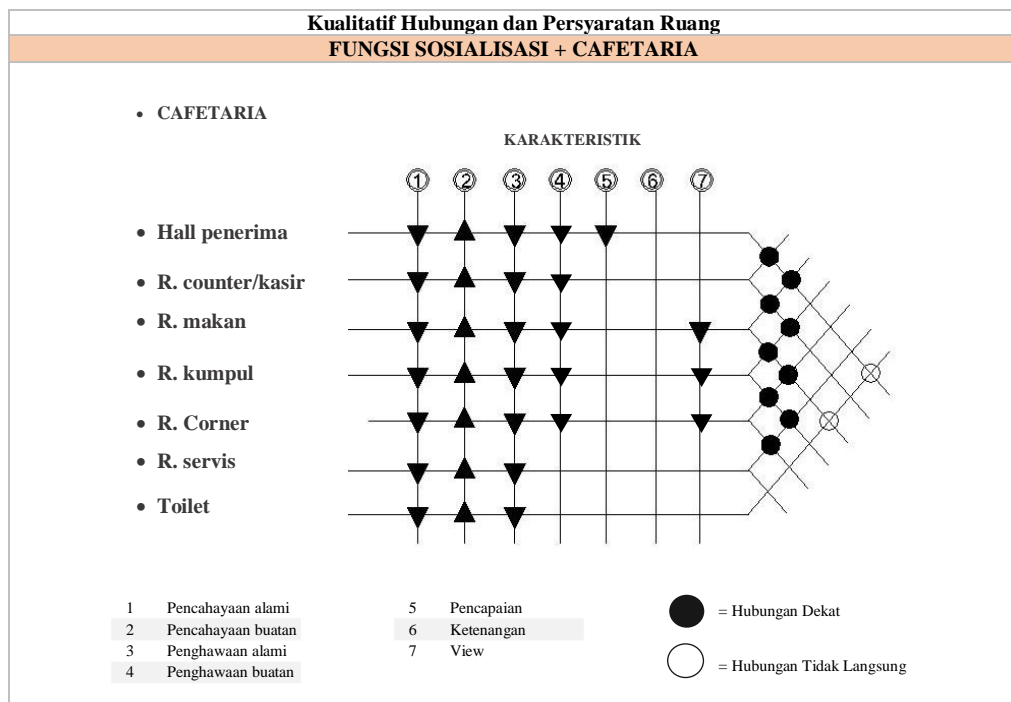 Kualitatif Hubungan dan Persyaratan Ruang
FUNGSI SOSIALISASI + CAFETARIA
• CAFETARIA
KARAKTERISTIK
1 2 3 4 5 6 7
• Hall penerima
• R. counter/kasir
• R. makan
• R. kumpul
• R. Corner
• R. servis
• Toilet
1 Pencahayaan alami
2 Pencahayaan buatan
3 Penghawaan alami
4 Penghawaan buatan
5 Pencapaian
6 Ketenangan
7 View
= Hubungan Dekat
= Hubungan Tidak Langsung